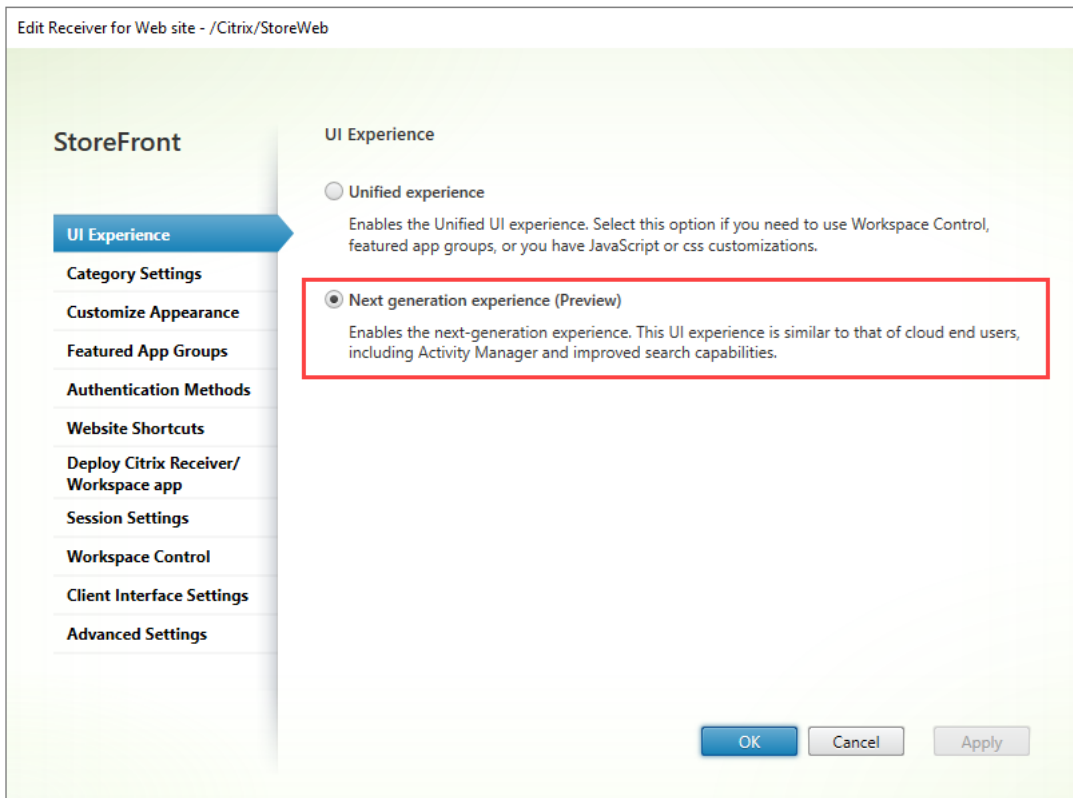 Edit Receiver for Web site - /Citrix/StoreWeb
StoreFront
UI Experience
Category Settings
Customize Appearance
Featured App Groups
Authentication Methods
Website Shortcuts
Deploy Citrix Receiver/
Workspace app
Session Settings
Workspace Control
Client Interface Settings
Advanced Settings
UI Experience
Unified experience
Enables the Unified UI experience. Select this option if you need to use Workspace Control,
featured app groups, or you have JavaScript or css customizations.
Next generation experience (Preview)
Enables the next-generation experience. This UI experience is similar to that of cloud end users,
including Activity Manager and improved search capabilities.
OK
Cancel
Apply